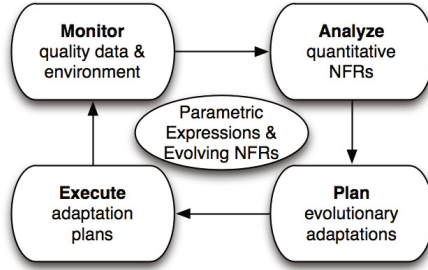 Monitor
quality data &
environment
Analyze
quantitative
NFRs
Parametric
Expressions &
Evolving NFRs
Execute
adaptation
plans
Plan
evolutionary
adaptations